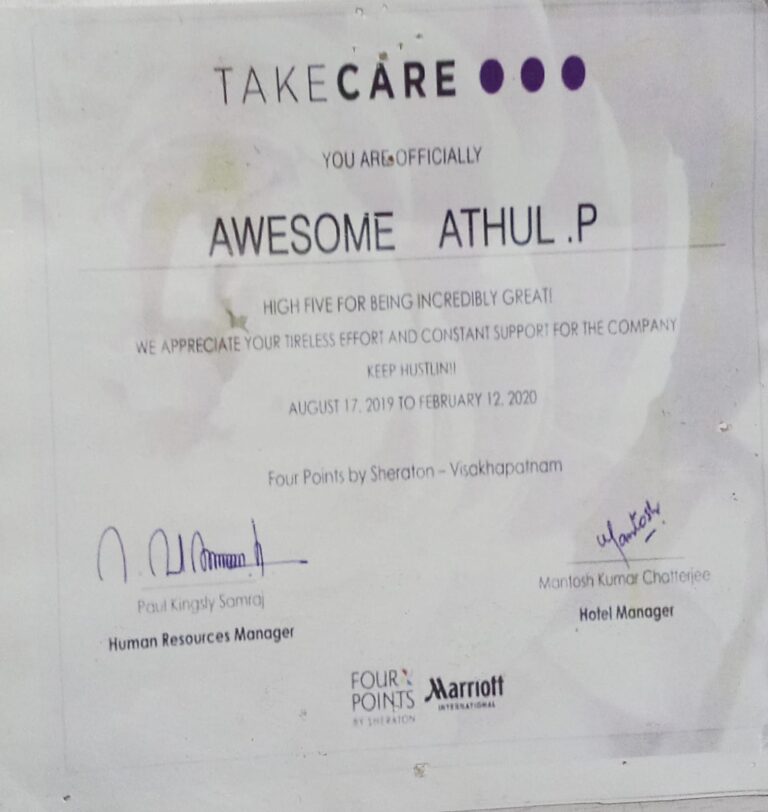 TAKECARE
YOU ARE OFFICIALLY
AWESOME ATHUL .P
HIGH FIVE FOR BEING INCREDIBLY GREAT!
WE APPRECIATE YOUR TIRELESS EFFORT AND CONSTANT SUPPORT FOR THE COMPANY
KEEP HUSTLIN!!
AUGUST 17, 2019 TO FEBRUARY 12, 2020
Four Points by Sheraton – Visakhapatnam
Mantosh
Paul Kingsly Samraj
Mantosh Kumar Chatterjee
Human Resources Manager
Hotel Manager
FOUR POINTS
BY SHERATON
Marriott
INTERNATIONAL